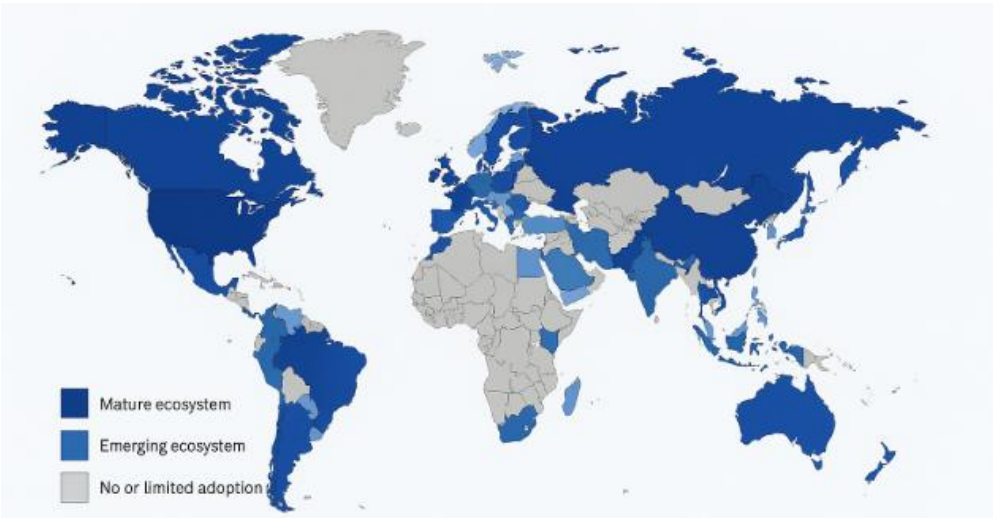 Mature ecosystem
Emerging ecosystem
No or limited adoption